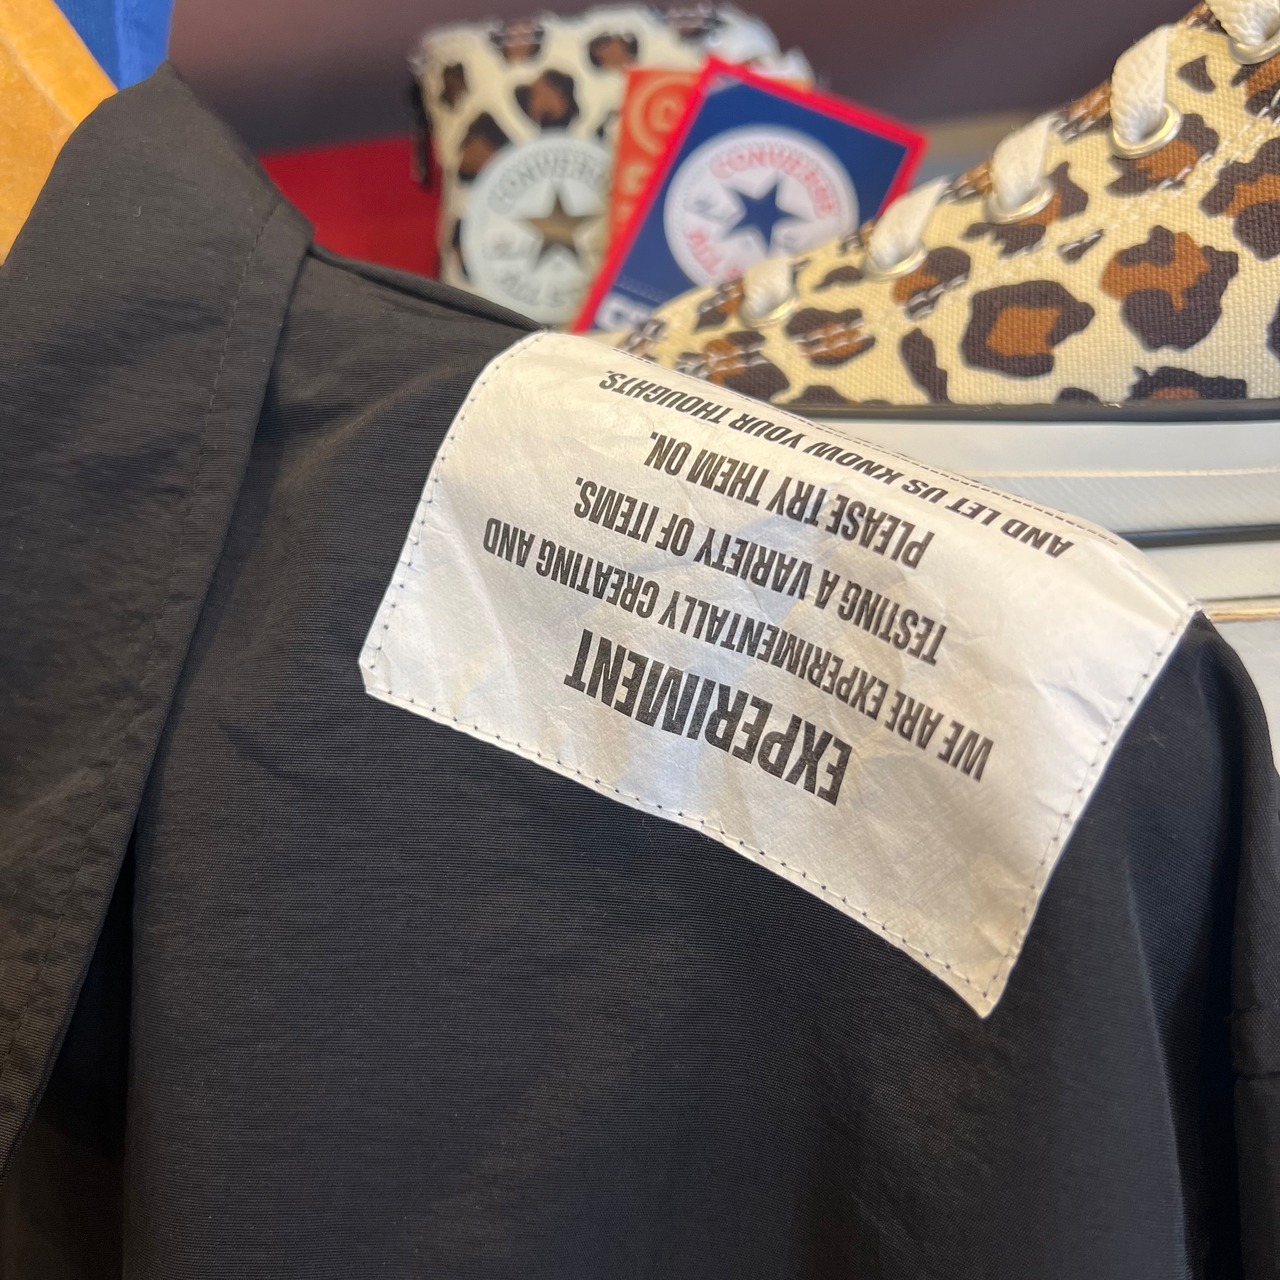 EXPERIMENT
WE ARE EXPERIMENTALLY CREATING AND
TESTING A VARIETY OF ITEMS.
PLEASE TRY THEM ON.
AND LET US KNOW YOUR THOUGHTS.
CONVERSE
CONVERSE
ALL